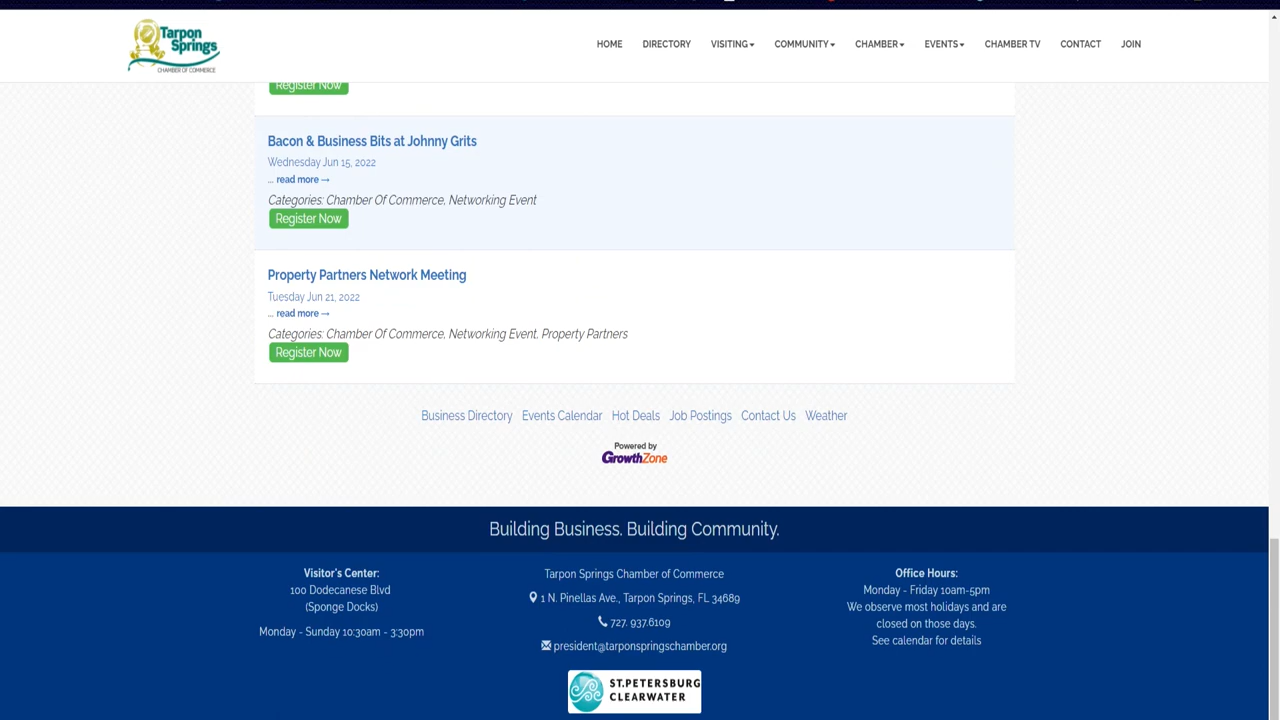 Tarpon
Springs
CHAMBER OF COMMERCE
HOME DIRECTORY VISITING COMMUNITY CHAMBER EVENTS CHAMBER TV CONTACT JOIN
Register Now
Bacon & Business Bits at Johnny Grits
Wednesday Jun 15, 2022
... read more →
Categories: Chamber Of Commerce, Networking Event
Register Now
Property Partners Network Meeting
Tuesday Jun 21, 2022
... read more →
Categories: Chamber Of Commerce, Networking Event, Property Partners
Register Now
Business Directory Events Calendar Hot Deals Job Postings Contact Us Weather
Powered by
GrowthZone
Building Business. Building Community.
Visitor's Center:
100 Dodecanese Blvd
(Sponge Docks)
Monday - Sunday 10:30am - 3:30pm
Tarpon Springs Chamber of Commerce
1 N. Pinellas Ave., Tarpon Springs, FL 34689
727. 937.6109
president@tarponspringschamber.org
ST.PETERSBURG
CLEARWATER
Office Hours:
Monday - Friday 10am-5pm
We observe most holidays and are
closed on those days.
See calendar for details